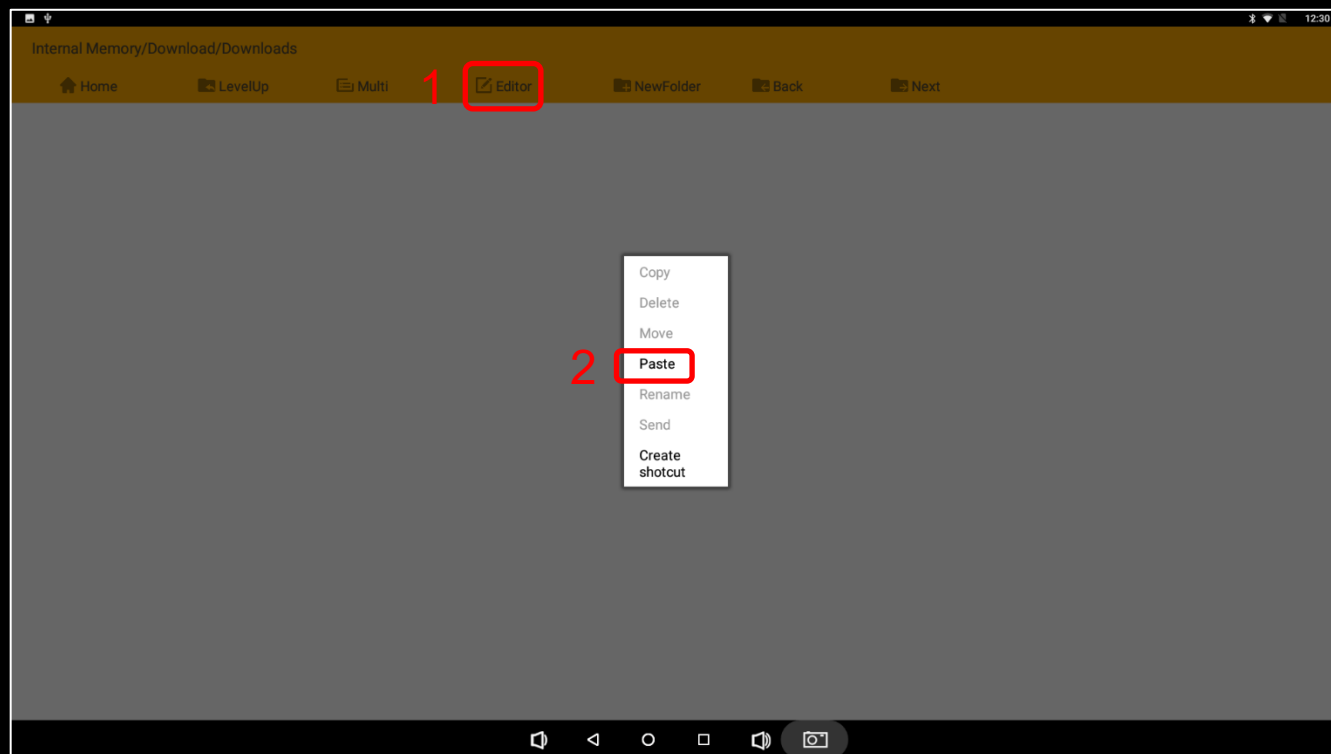 12:30
Internal Memory/Download/Downloads
Home LevelUp Multi 1 Editor NewFolder Back Next
Copy
Delete
Move
2 Paste
Rename
Send
Create
shotcut